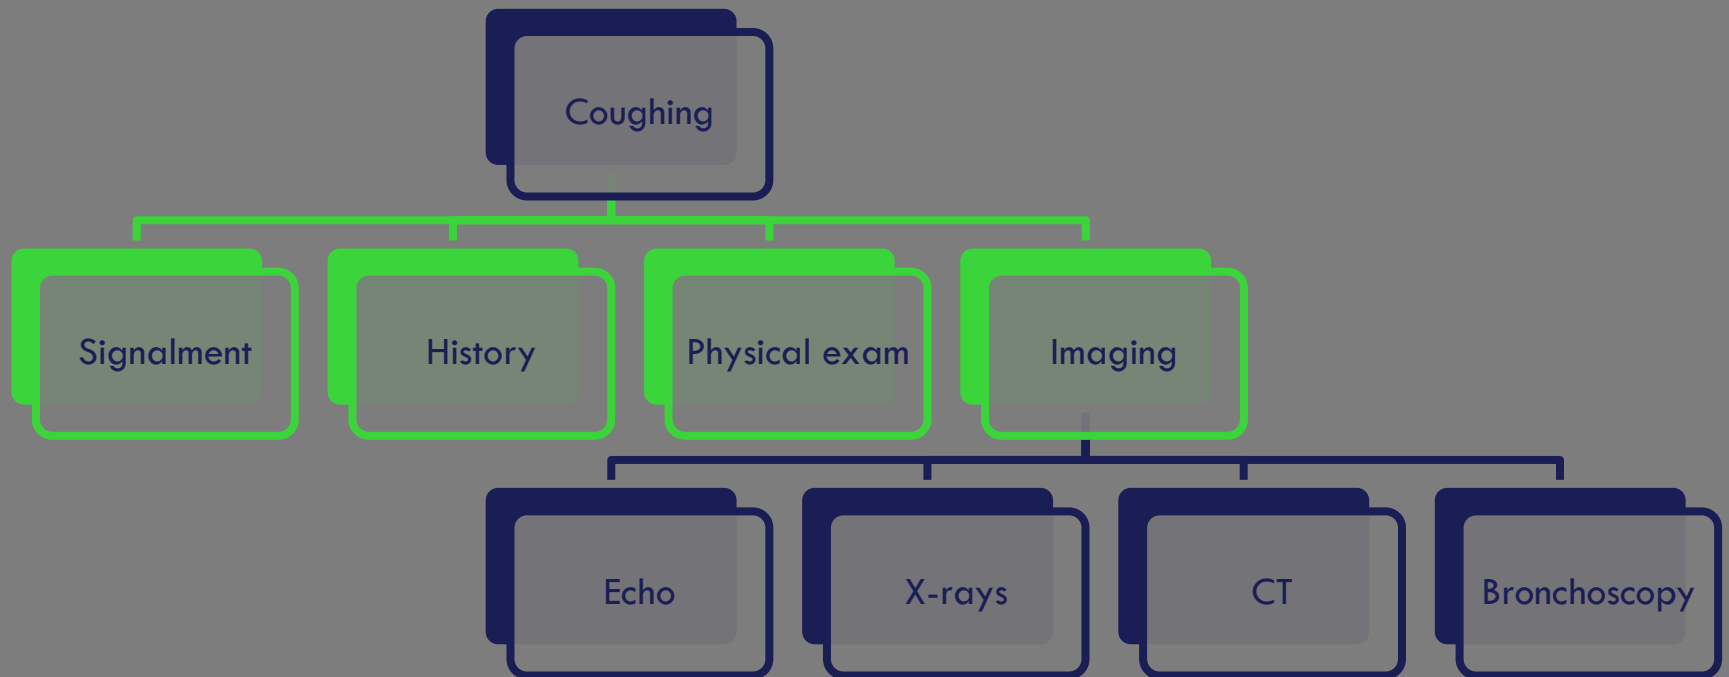 Coughing
Signalment
History
Physical exam
Imaging
Echo
X-rays
CT
Bronchoscopy